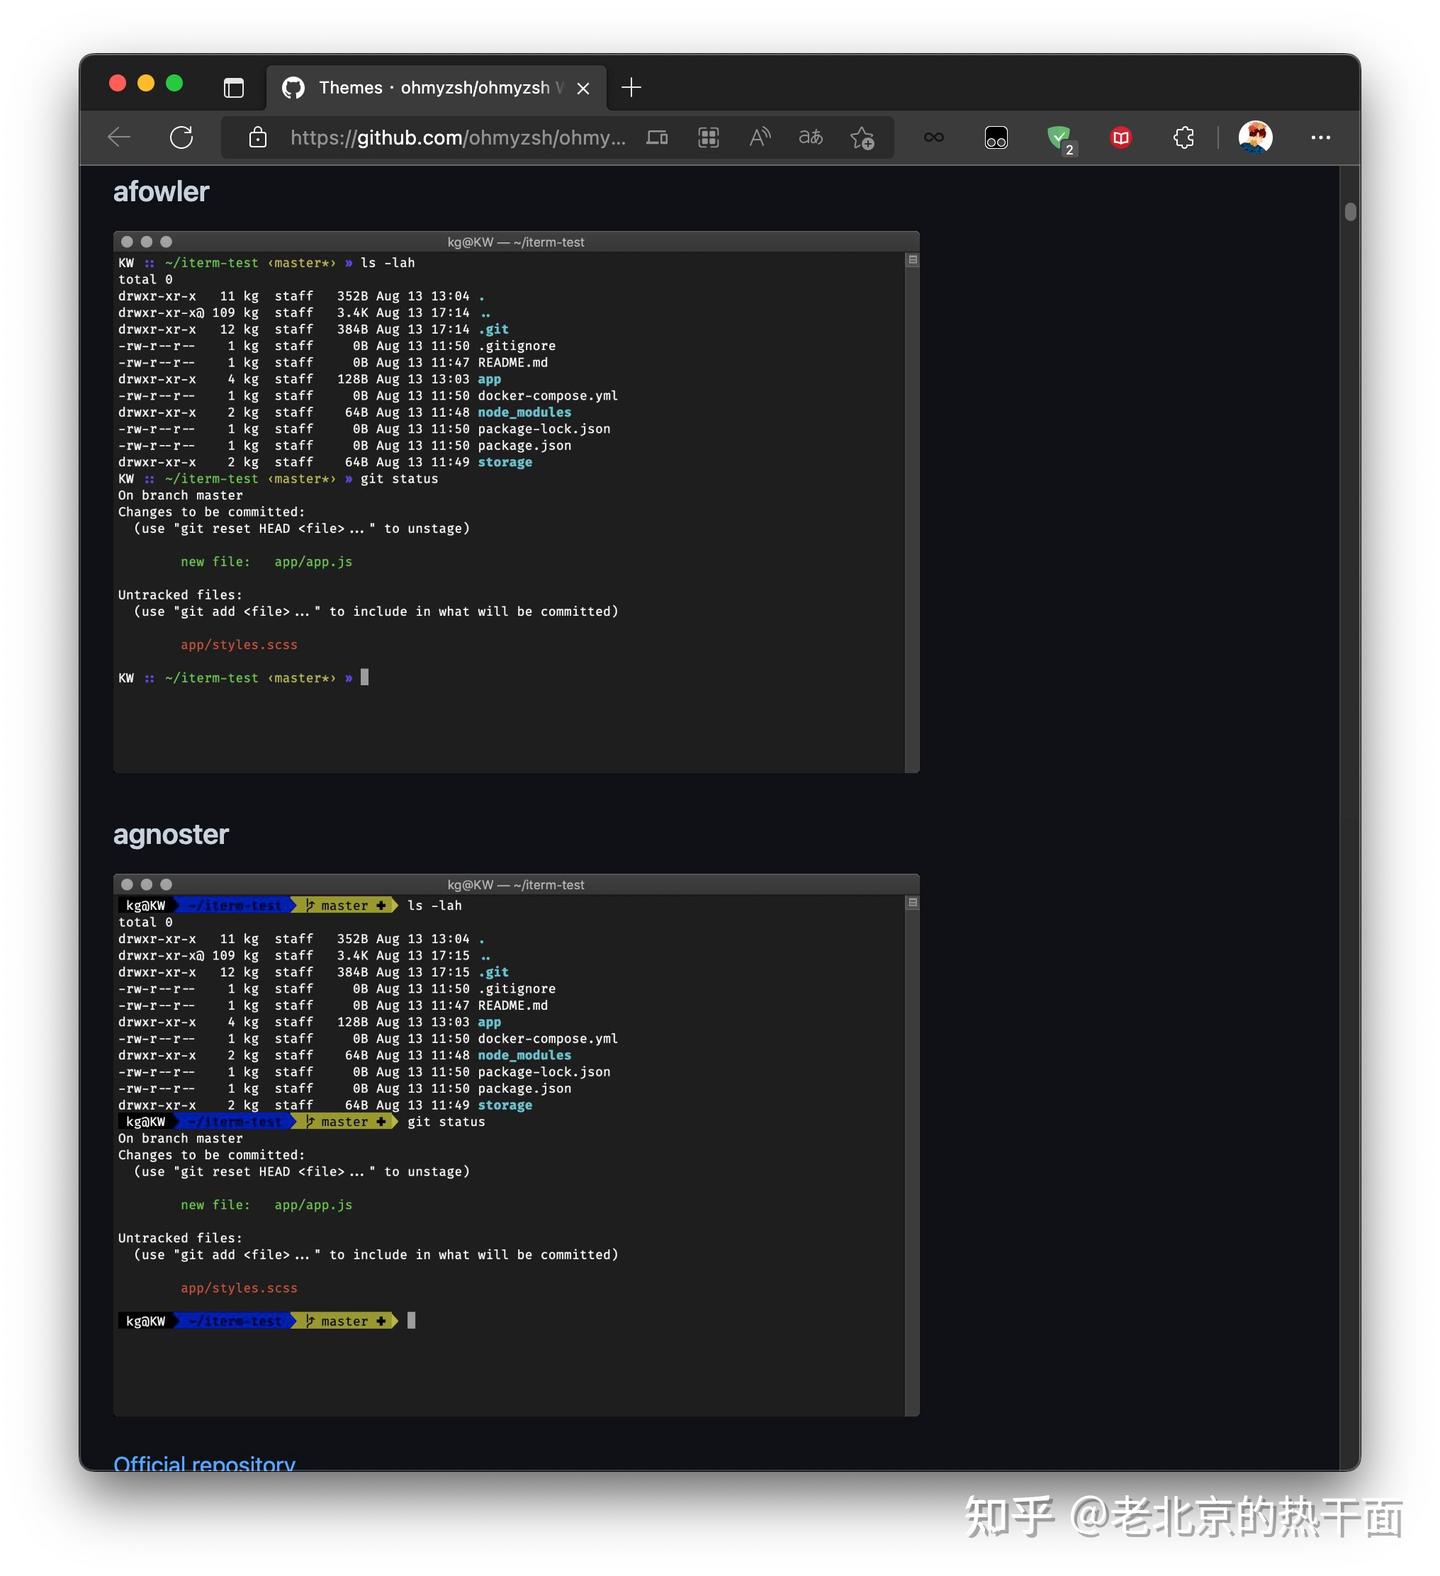 Themes · ohmyzsh/ohmyzsh
https://github.com/ohmyzsh/ohmy...
aあ
2
afowler
kg@KW — ~/iterm-test
KW :: ~/iterm-test ‹master*› » ls -lah
total 0
drwxr-xr-x   11 kg  staff   352B Aug 13 13:04 .
drwxr-xr-x@ 109 kg  staff   3.4K Aug 13 17:14 ..
drwxr-xr-x   12 kg  staff   384B Aug 13 17:14 .git
-rw-r--r--    1 kg  staff     0B Aug 13 11:50 .gitignore
-rw-r--r--    1 kg  staff     0B Aug 13 11:47 README.md
drwxr-xr-x    4 kg  staff   128B Aug 13 13:03 app
-rw-r--r--    1 kg  staff     0B Aug 13 11:50 docker-compose.yml
drwxr-xr-x    2 kg  staff    64B Aug 13 11:48 node_modules
-rw-r--r--    1 kg  staff     0B Aug 13 11:50 package-lock.json
-rw-r--r--    1 kg  staff     0B Aug 13 11:50 package.json
drwxr-xr-x    2 kg  staff    64B Aug 13 11:49 storage
KW :: ~/iterm-test ‹master*› » git status
On branch master
Changes to be committed:
  (use "git reset HEAD <file>..." to unstage)
        new file:   app/app.js
Untracked files:
  (use "git add <file>..." to include in what will be committed)
        app/styles.scss
KW :: ~/iterm-test ‹master*› »
agnoster
kg@KW — ~/iterm-test
kg@KW ~/iterm-test master ✚ ls -lah
total 0
drwxr-xr-x   11 kg  staff   352B Aug 13 13:04 .
drwxr-xr-x@ 109 kg  staff   3.4K Aug 13 17:15 ..
drwxr-xr-x   12 kg  staff   384B Aug 13 17:15 .git
-rw-r--r--    1 kg  staff     0B Aug 13 11:50 .gitignore
-rw-r--r--    1 kg  staff     0B Aug 13 11:47 README.md
drwxr-xr-x    4 kg  staff   128B Aug 13 13:03 app
-rw-r--r--    1 kg  staff     0B Aug 13 11:50 docker-compose.yml
drwxr-xr-x    2 kg  staff    64B Aug 13 11:48 node_modules
-rw-r--r--    1 kg  staff     0B Aug 13 11:50 package-lock.json
-rw-r--r--    1 kg  staff     0B Aug 13 11:50 package.json
drwxr-xr-x    2 kg  staff    64B Aug 13 11:49 storage
kg@KW ~/iterm-test master ✚ git status
On branch master
Changes to be committed:
  (use "git reset HEAD <file>..." to unstage)
        new file:   app/app.js
Untracked files:
  (use "git add <file>..." to include in what will be committed)
        app/styles.scss
kg@KW ~/iterm-test master ✚
Official repository
知乎 @老北京的热干面